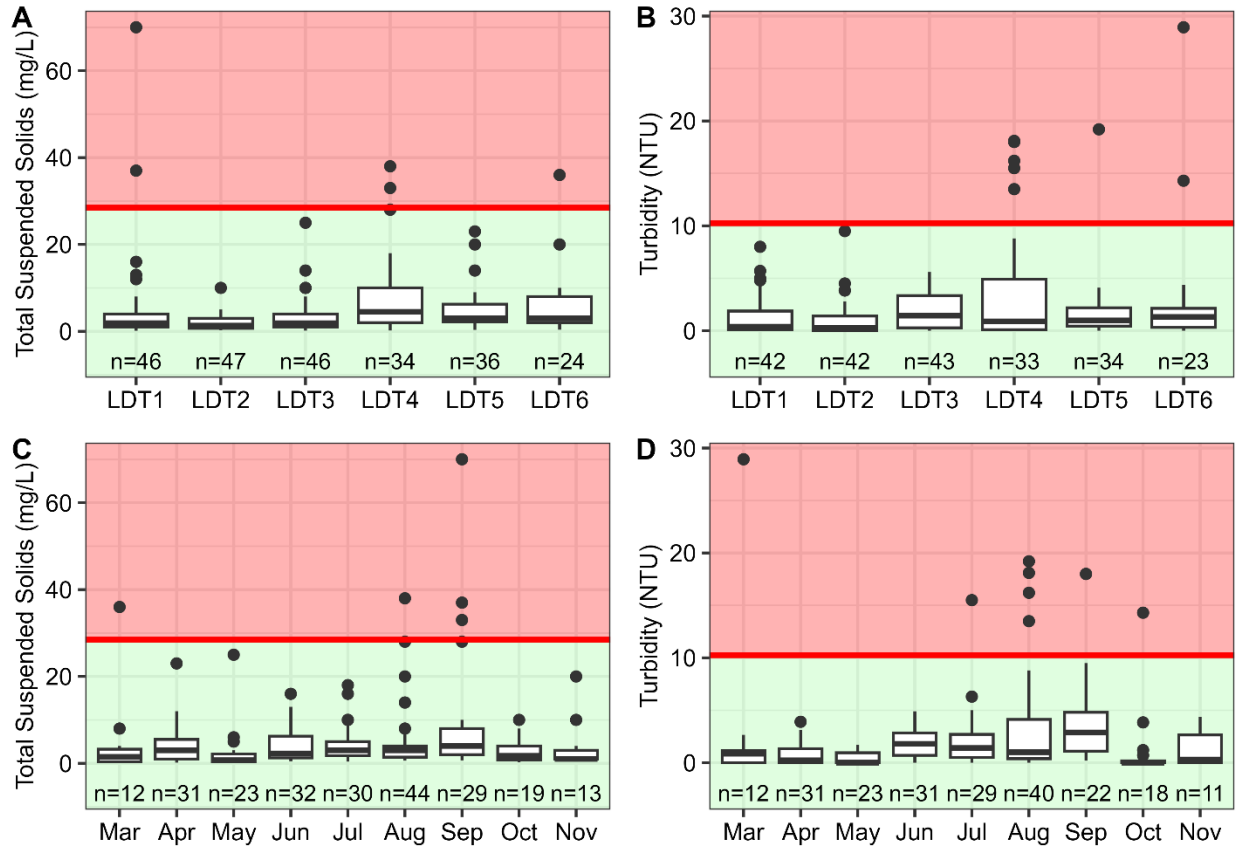 A
Total Suspended Solids (mg/L)
60
40
20
0
n=46 n=47 n=46 n=34 n=36 n=24
LDT1 LDT2 LDT3 LDT4 LDT5 LDT6
B
Turbidity (NTU)
30
20
10
0
n=42 n=42 n=43 n=33 n=34 n=23
LDT1 LDT2 LDT3 LDT4 LDT5 LDT6
C
Total Suspended Solids (mg/L)
60
40
20
0
n=12 n=31 n=23 n=32 n=30 n=44 n=29 n=19 n=13
Mar Apr May Jun Jul Aug Sep Oct Nov
D
Turbidity (NTU)
30
20
10
0
n=12 n=31 n=23 n=31 n=29 n=40 n=22 n=18 n=11
Mar Apr May Jun Jul Aug Sep Oct Nov